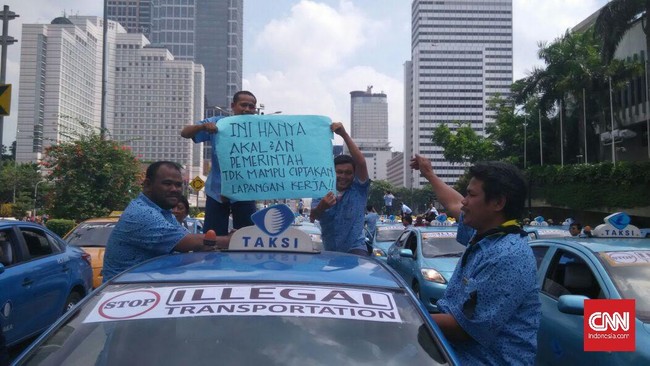 INI HANYA
AKAL²AN
PEMERINTAH
TDK MAMPU CIPTAKAN
LAPANGAN KERJA!!
TAKSI
STOP
ILLEGAL
TRANSPORTATION
CNN
Indonesia.com